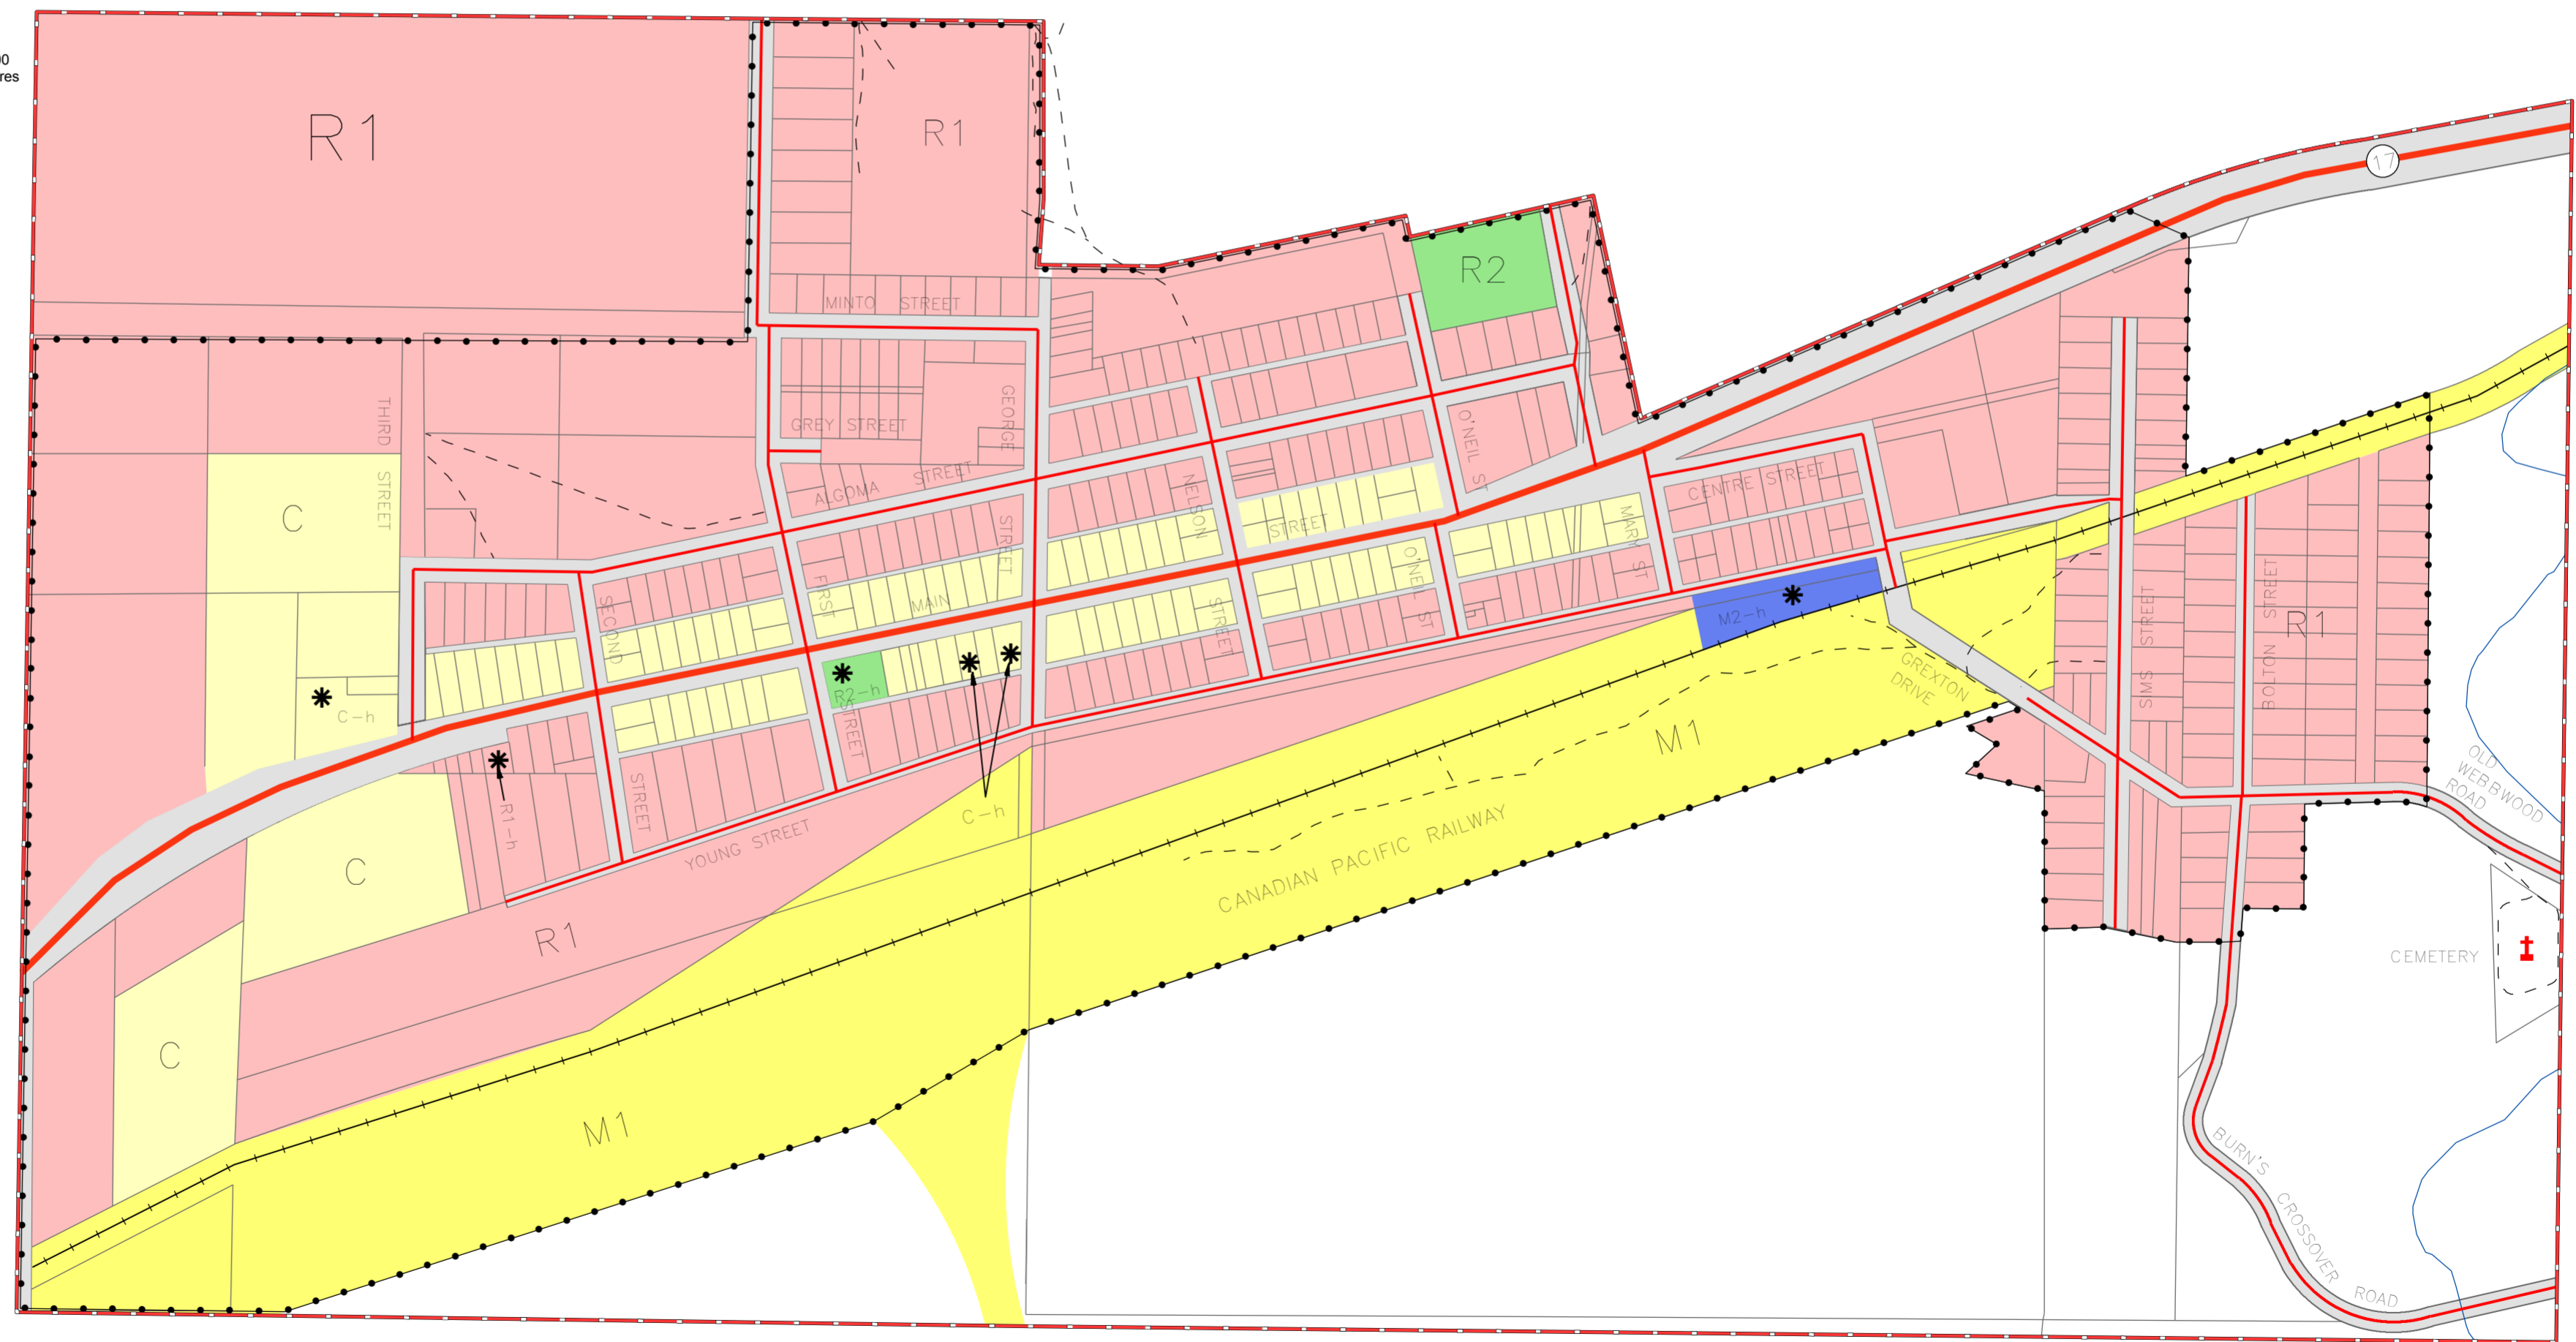 00
res
R1
R1
17
R2
MINTO STREET
THIRD STREET
GREY STREET
GEORGE STREET
ALGOMA STREET
O'NEIL ST
NELSON STREET
CENTRE STREET
C
STREET
MARY ST
O'NEIL ST
SECOND STREET
FIRST STREET
MAIN
M2-h
R1
BOLTON STREET
SIMS STREET
GREXTON
DRIVE
R2-h
C-h
M1
OLD
WEBBWOOD
ROAD
R1-h
C-h
YOUNG STREET
CANADIAN PACIFIC RAILWAY
C
R1
CEMETERY
C
M1
BURN'S CROSSOVER ROAD